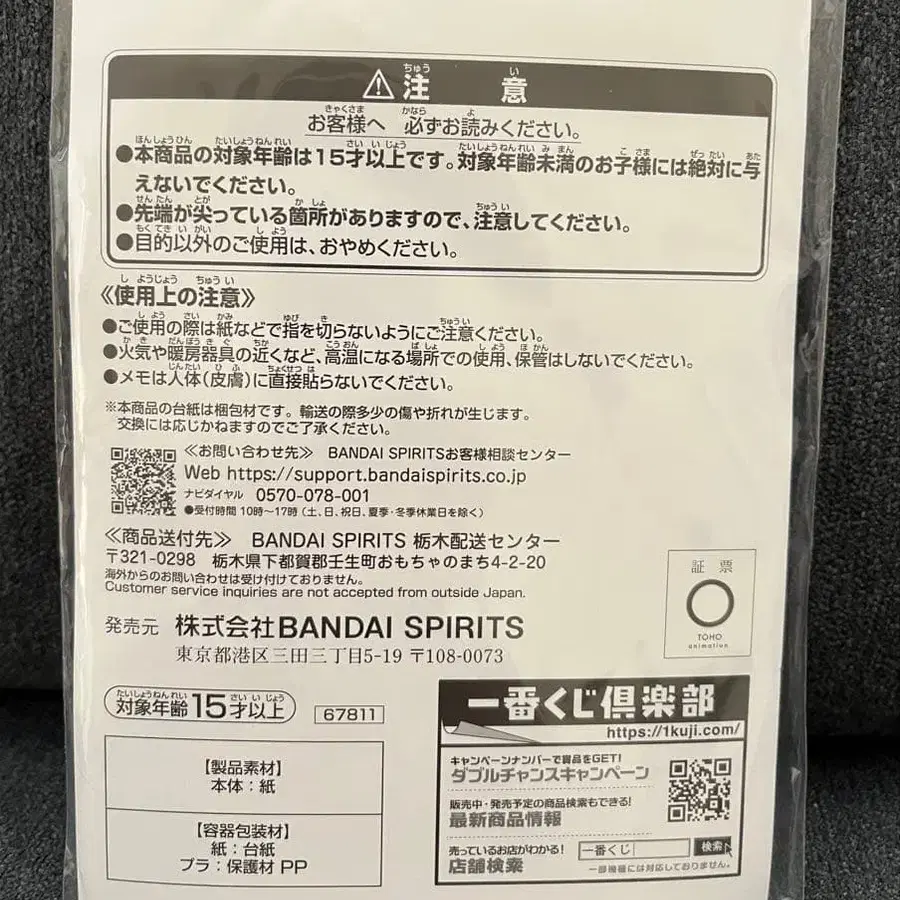 ⚠注意
お客様へ 必ずお読みください。
●本商品の対象年齢は15才以上です。対象年齢未満のお子様には絶対に与
えないでください。
●先端が尖っている箇所がありますので、注意してください。
●目的以外のご使用は、おやめください。
《使用上の注意》
●ご使用の際は紙などで指を切らないようにご注意ください。
●火気や暖房器具の近くなど、高温になる場所での使用、保管はしないでください。
●メモは人体(皮膚)に直接貼らないでください。
※本商品の台紙は梱包材です。輸送の際多少の傷や折れが生じます。
交換には応じかねますのでご了承ください。
≪お問い合わせ先≫ BANDAI SPIRITSお客様相談センター
Web https://support.bandaispirits.co.jp
ナビダイヤル 0570-078-001
●受付時間 10時〜17時(土、日、祝日、夏季・冬季休業日を除く)
≪商品送付先≫ BANDAI SPIRITS 栃木配送センター
〒321-0298 栃木県下都賀郡壬生町おもちゃのまち4-2-20
海外からのお問い合わせは受け付けておりません。
Customer service inquiries are not accepted from outside Japan.
発売元 株式会社BANDAI SPIRITS
東京都港区三田三丁目5-19 〒108-0073
証票
TOHO
animation
対象年齢15才以上
67811
【製品素材】
本体:紙
【容器包装材】
紙:台紙
プラ:保護材 PP
一番くじ倶楽部
https://1kuji.com/
キャンペーンナンバーで賞品をGET!
ダブルチャンスキャンペーン
販売中・発売予定の商品検索もできる!
最新商品情報
売っているお店がわかる!
店舗検索
一番くじ 検索
一部機種には対応しておりません。